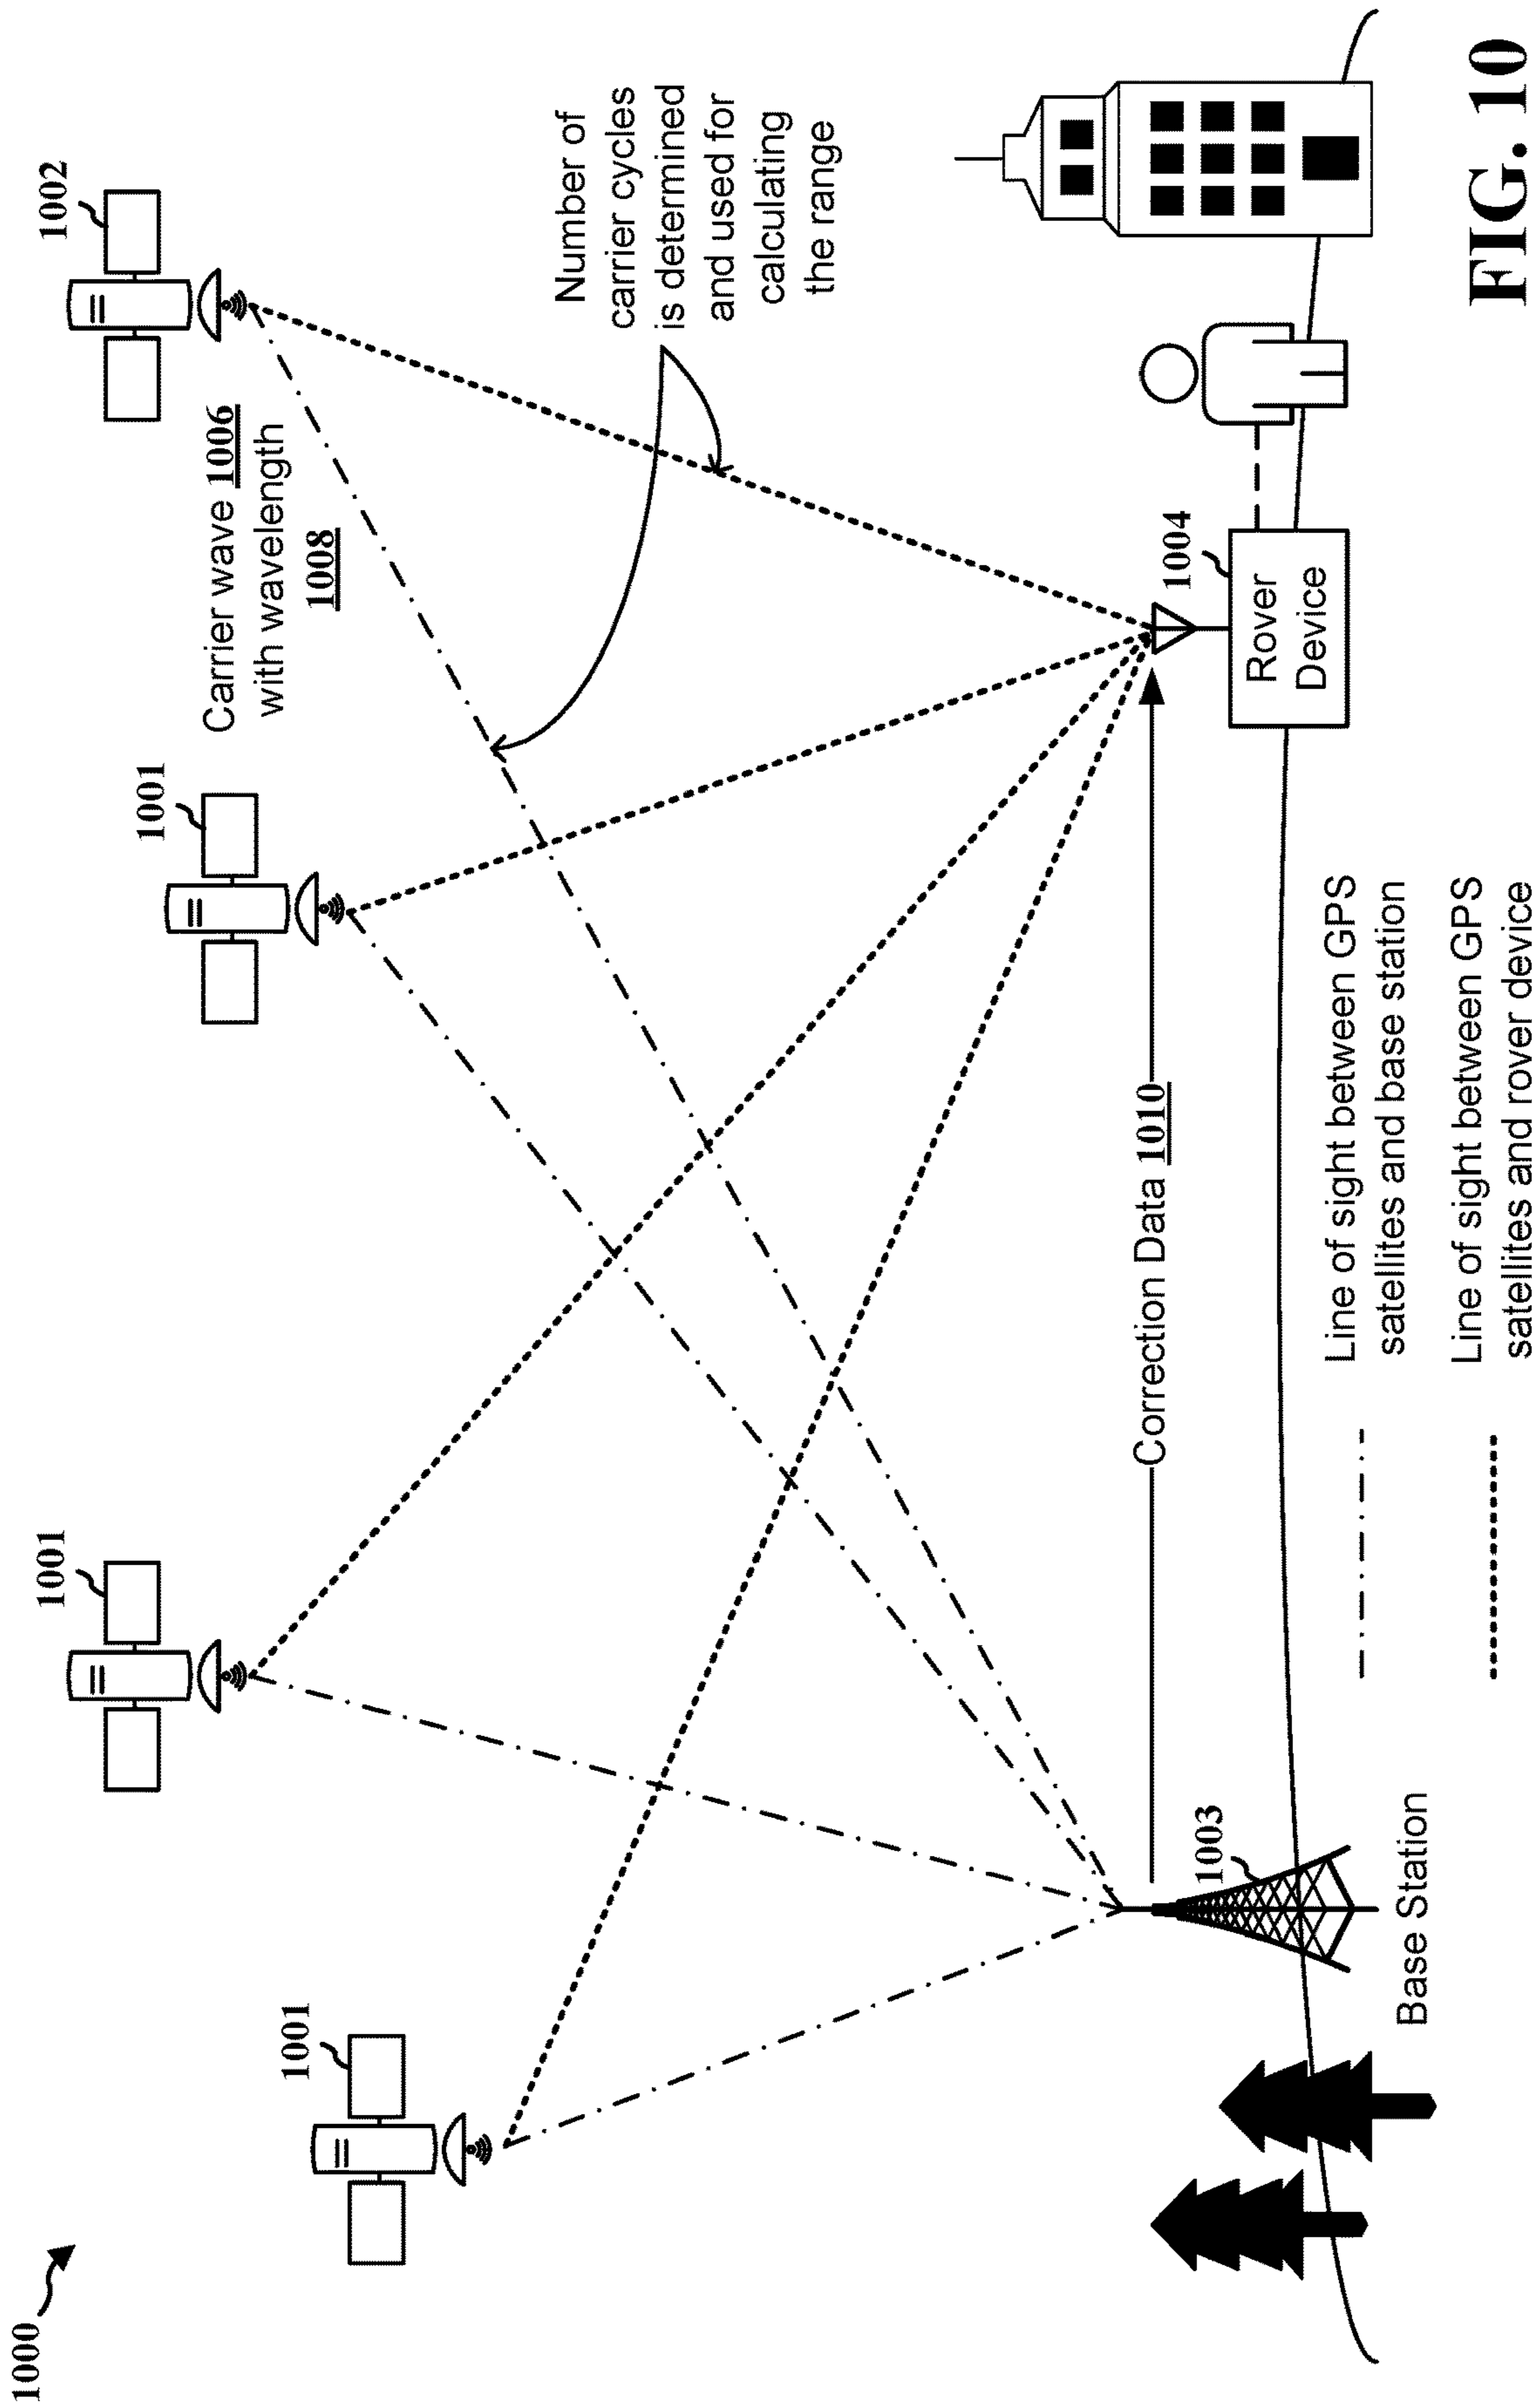 1000
1001
1001
1001
1002
Carrier wave 1006
with wavelength
1008
Number of
carrier cycles
is determined
and used for
calculating
the range
Correction Data 1010
1003
Base Station
1004
Rover
Device
Line of sight between GPS
satellites and base station
Line of sight between GPS
satellites and rover device
FIG. 10